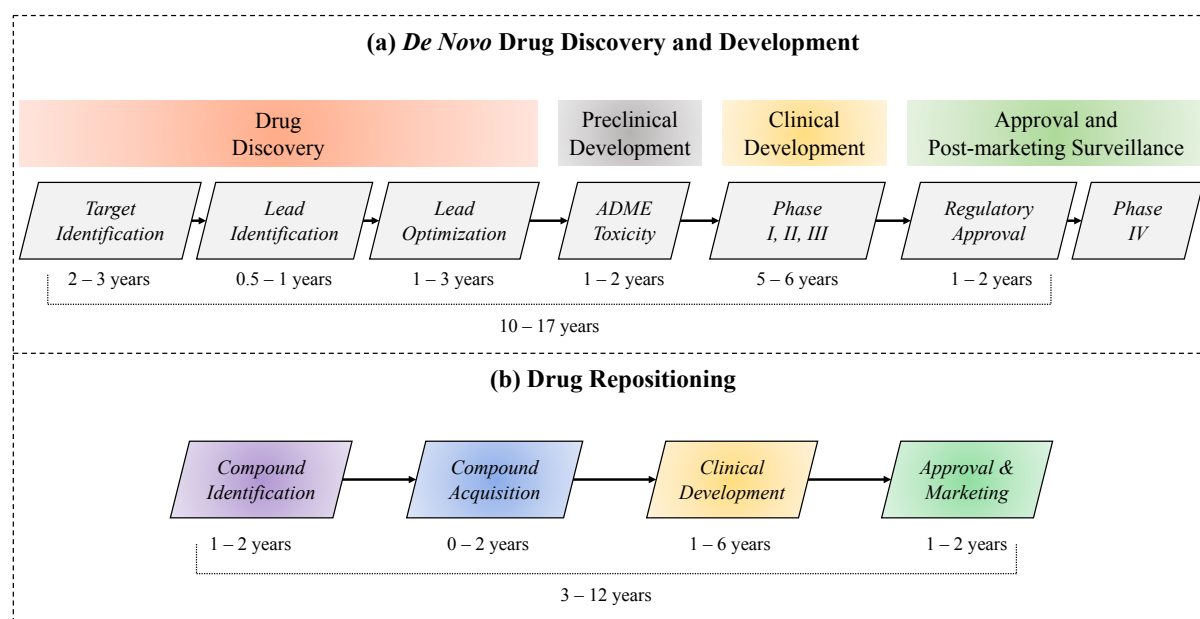 (a) De Novo Drug Discovery and Development
Drug
Discovery
Preclinical
Development
Clinical
Development
Approval and
Post-marketing Surveillance
Target
Identification
Lead
Identification
Lead
Optimization
ADME
Toxicity
Phase
I, II, III
Regulatory
Approval
Phase
IV
2 – 3 years
0.5 – 1 years
1 – 3 years
1 – 2 years
5 – 6 years
1 – 2 years
10 – 17 years
(b) Drug Repositioning
Compound
Identification
Compound
Acquisition
Clinical
Development
Approval &
Marketing
1 – 2 years
0 – 2 years
1 – 6 years
1 – 2 years
3 – 12 years